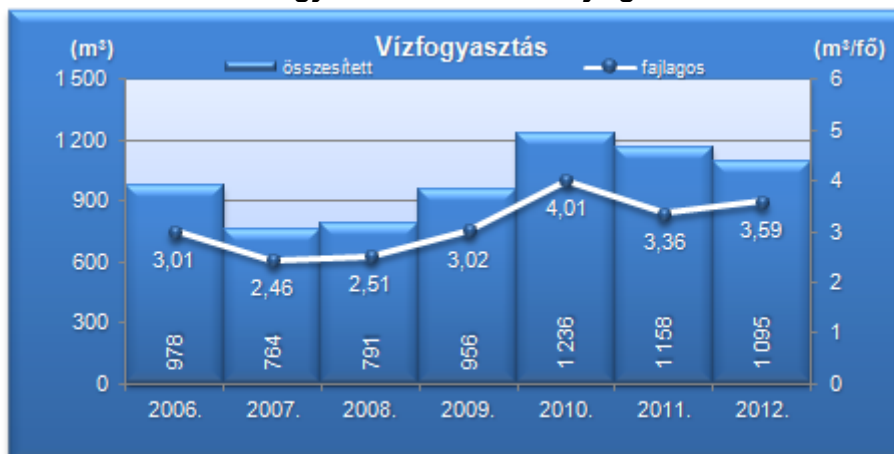 (m³) Vízfogyasztás (m³/fő)
összesített fajlagos
1 500 6
1 200 5
900 4
600 3
300 2
0 1
0
3,01 2,46 2,51 3,02 4,01 3,36 3,59
978 764 791 956 1 236 1 158 1 095
2006. 2007. 2008. 2009. 2010. 2011. 2012.